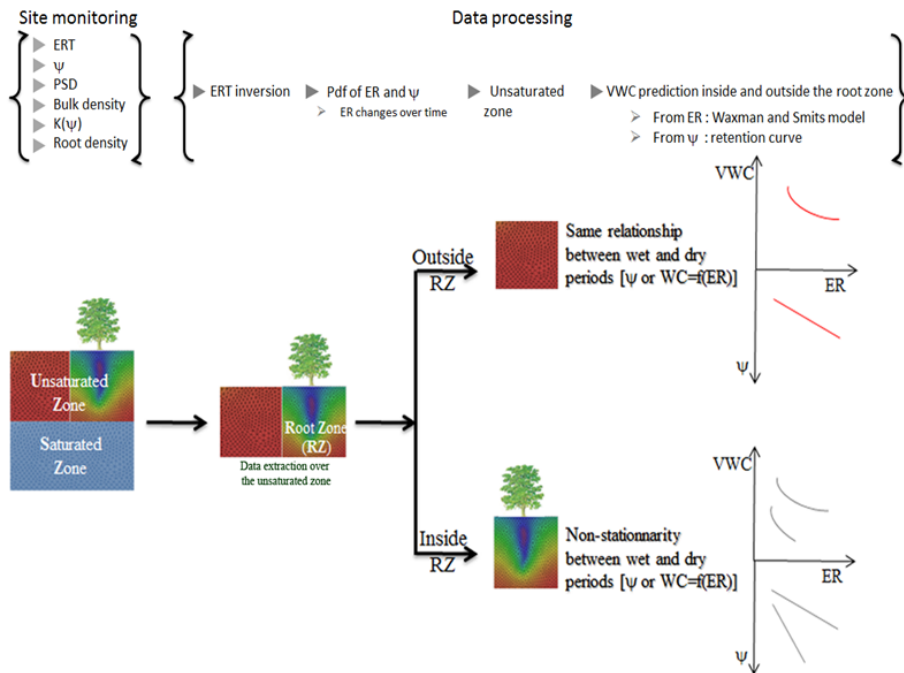 Site monitoring
ERT
ψ
PSD
Bulk density
K(ψ)
Root density
Data processing
ERT inversion
Pdf of ER and ψ
ER changes over time
Unsaturated
zone
VWC prediction inside and outside the root zone
From ER : Waxman and Smits model
From ψ : retention curve
Unsaturated
Zone
Saturated
Zone
Root Zone
(RZ)
Data extraction over
the unsaturated zone
Outside
RZ
Same relationship
between wet and dry
periods [ψ or WC=f(ER)]
VWC
ER
ψ
Inside
RZ
Non-stationnarity
between wet and dry
periods [ψ or WC=f(ER)]
VWC
ER
ψ